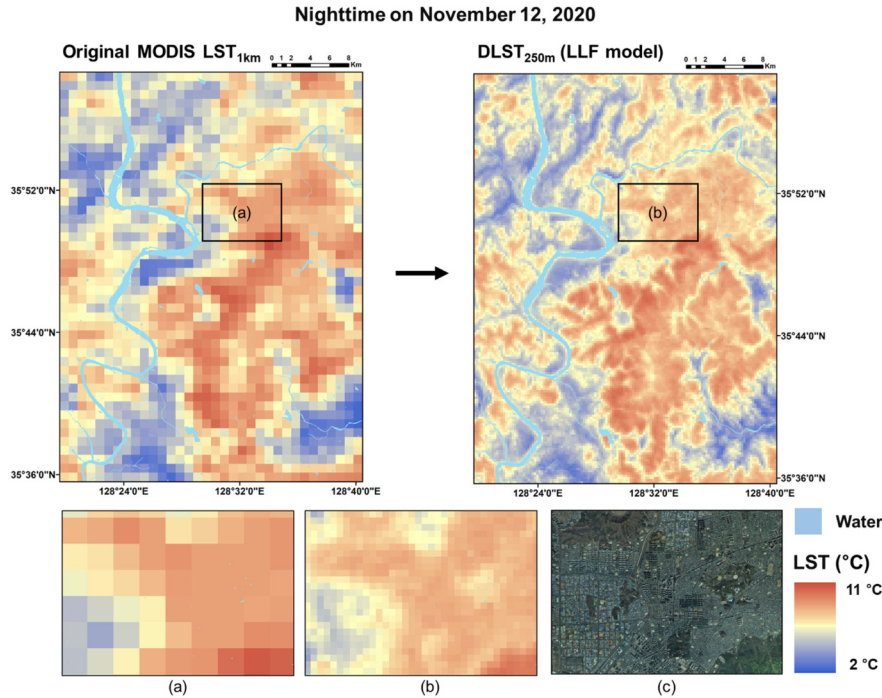 Nighttime on November 12, 2020
Original MODIS LST1km
0 1 2 4 6 8
Km
DLST250m (LLF model)
0 1 2 4 6 8
Km
35°52'0"N
35°44'0"N
35°36'0"N
(a)
128°24'0"E
128°32'0"E
128°40'0"E
(b)
35°52'0"N
35°44'0"N
35°36'0"N
128°24'0"E
128°32'0"E
128°40'0"E
Water
LST (°C)
11 °C
2 °C
(a)
(b)
(c)